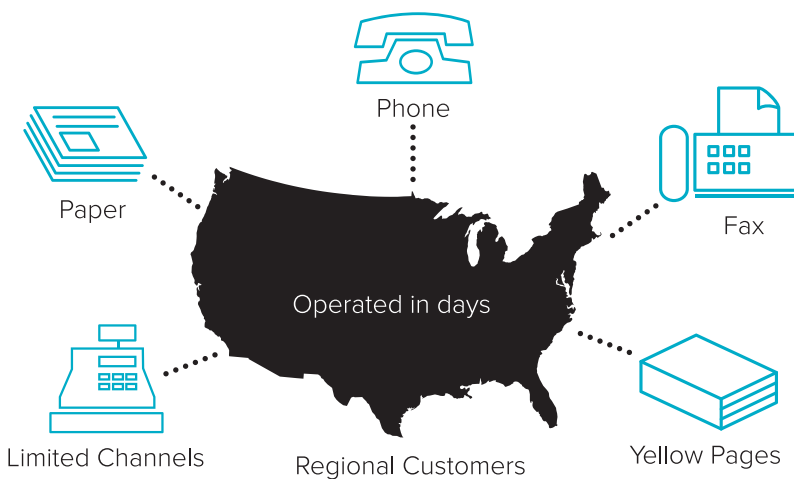 Phone
Paper
Fax
Operated in days
Limited Channels
Regional Customers
Yellow Pages